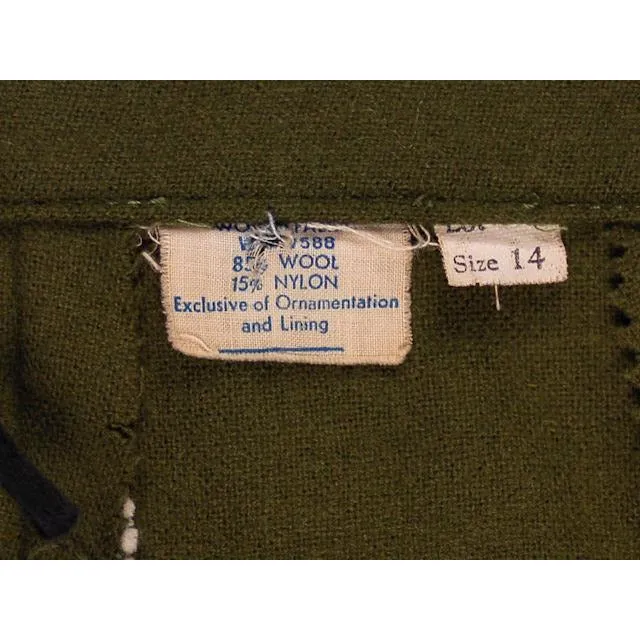 85% WOOL
15% NYLON
Exclusive of Ornamentation
and Lining
Size 14